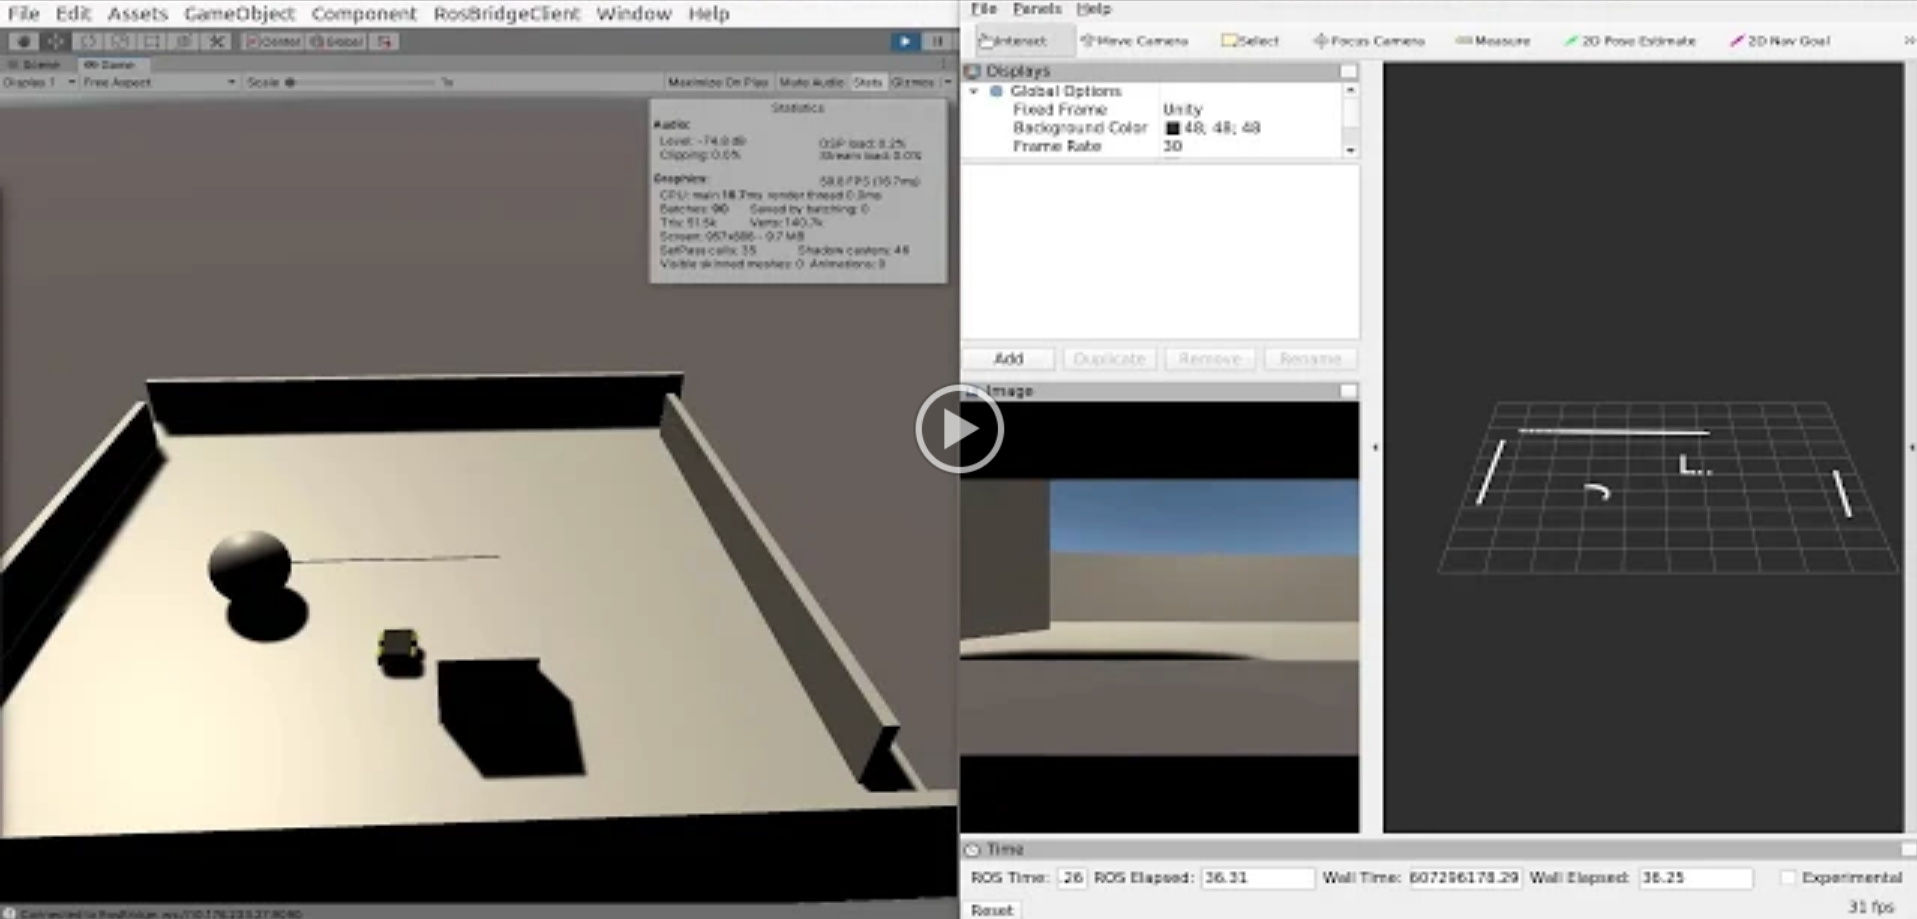 File Edit Assets GameObject Component RosBridgeClient Window Help
Center Global
Scene Game
Display 1 Free Aspect Scale 1x Maximize On Play Mute Audio Stats Gizmos
Statistics
Audio:
Level: -74.8 dB DSP load: 0.2%
Clipping: 0.0% Stream load: 0.0%
Graphics: 59.8 FPS (16.7ms)
CPU: main 16.7ms render thread 0.0ms
Batches: 90 Saved by batching: 0
Tris: 51.5k Verts: 140.7k
Screen: 957x686 - 9.7 MB
SetPass calls: 35 Shadow casters: 46
Visible skinned meshes: 0 Animations: 0
File Panels Help
Interact Move Camera Select Focus Camera Measure 2D Pose Estimate 2D Nav Goal
Displays
Global Options
Fixed Frame Unity
Background Color 48; 48; 48
Frame Rate 30
Add Duplicate Remove Rename
Image
Time
ROS Time: .26 ROS Elapsed: 36.31 Wall Time: 607296178.29 Wall Elapsed: 36.25 Experimental
Reset 31 fps